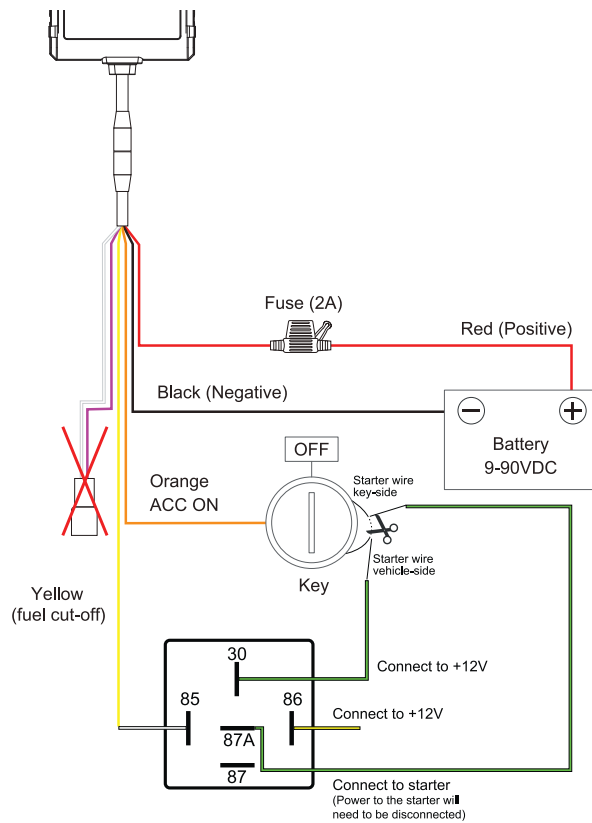 Fuse (2A)
Red (Positive)
Black (Negative)
Battery
9-90VDC
OFF
Orange
ACC ON
Starter wire
key-side
Starter wire
vehicle-side
Key
Yellow
(fuel cut-off)
30
Connect to +12V
85
86
87A
Connect to +12V
87
Connect to starter
(Power to the starter will
need to be disconnected)